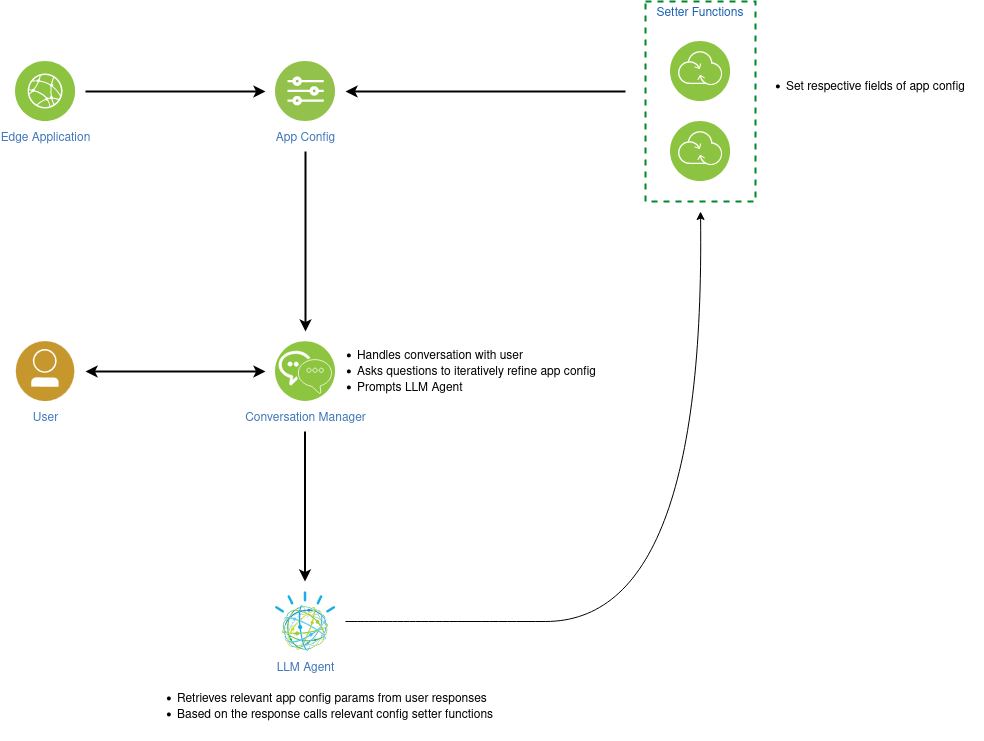 Setter Functions
• Set respective fields of app config
Edge Application
App Config
• Handles conversation with user
• Asks questions to iteratively refine app config
• Prompts LLM Agent
User
Conversation Manager
LLM Agent
• Retrieves relevant app config params from user responses
• Based on the response calls relevant config setter functions